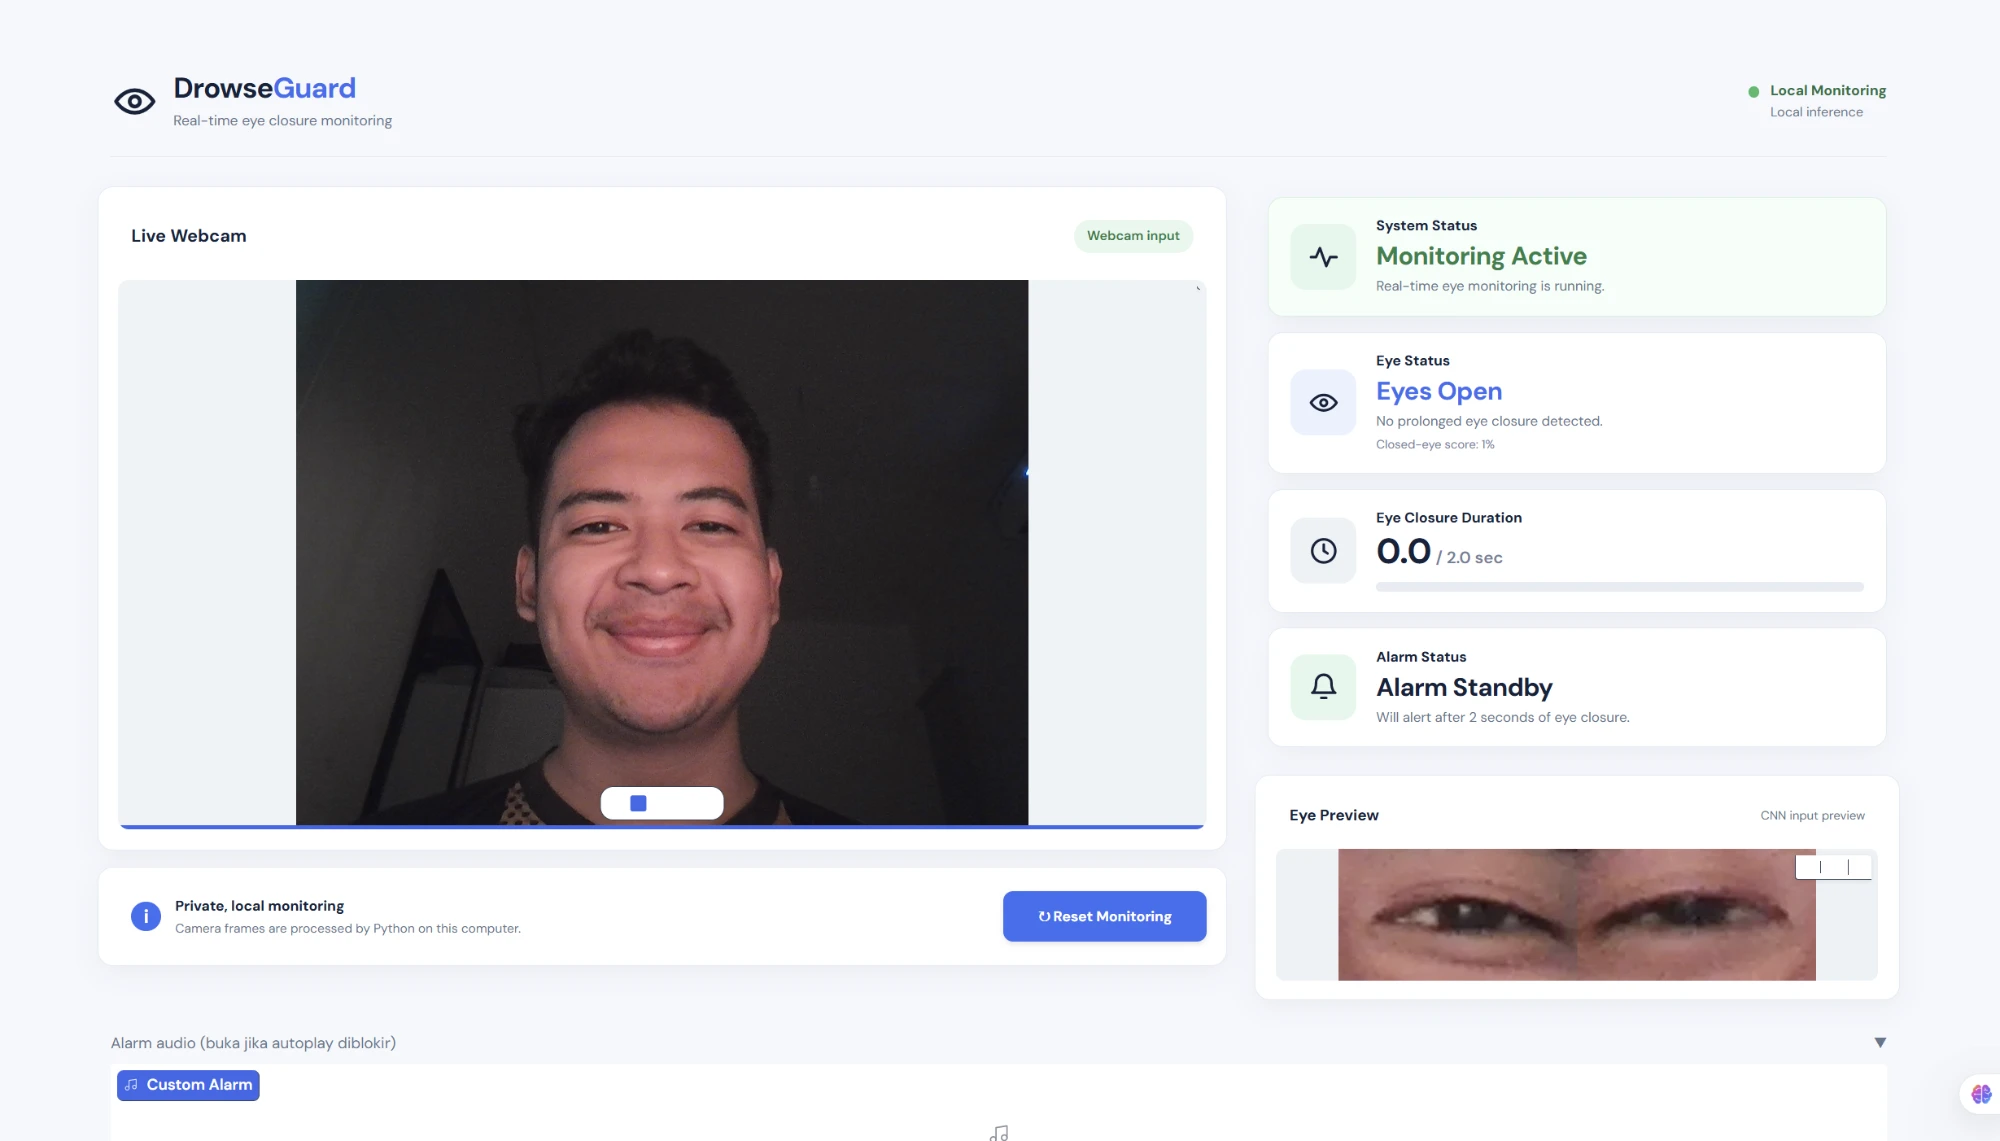 DrowseGuard
Real-time eye closure monitoring
Local Monitoring
Local inference
Live Webcam
Webcam input
System Status
Monitoring Active
Real-time eye monitoring is running.
Eye Status
Eyes Open
No prolonged eye closure detected.
Closed-eye score: 1%
Eye Closure Duration
0.0 / 2.0 sec
Alarm Status
Alarm Standby
Will alert after 2 seconds of eye closure.
Eye Preview
CNN input preview
Private, local monitoring
Camera frames are processed by Python on this computer.
↻ Reset Monitoring
Alarm audio (buka jika autoplay diblokir)
Custom Alarm